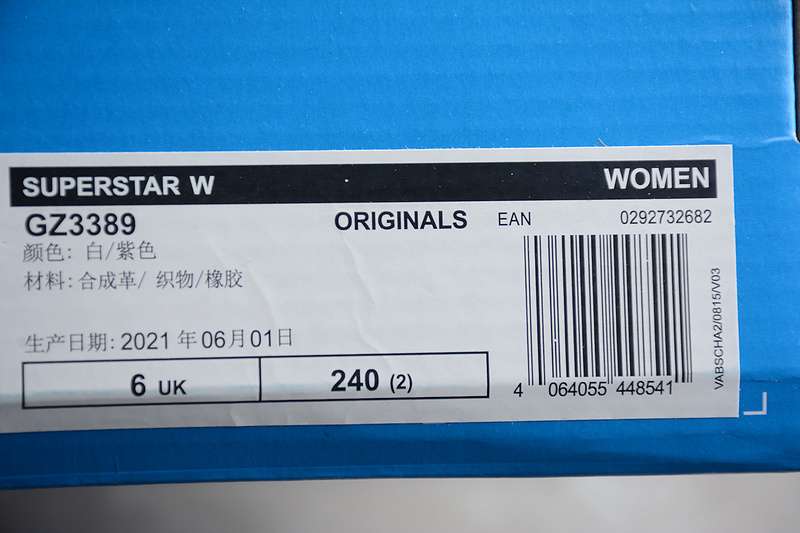 SUPERSTAR W WOMEN
GZ3389 ORIGINALS EAN 0292732682
颜色: 白/紫色
材料: 合成革/ 织物/橡胶
生产日期: 2021 年 06月 01日
6 UK 240 (2)
4 064055 448541
VABSCHA2/0815/V03